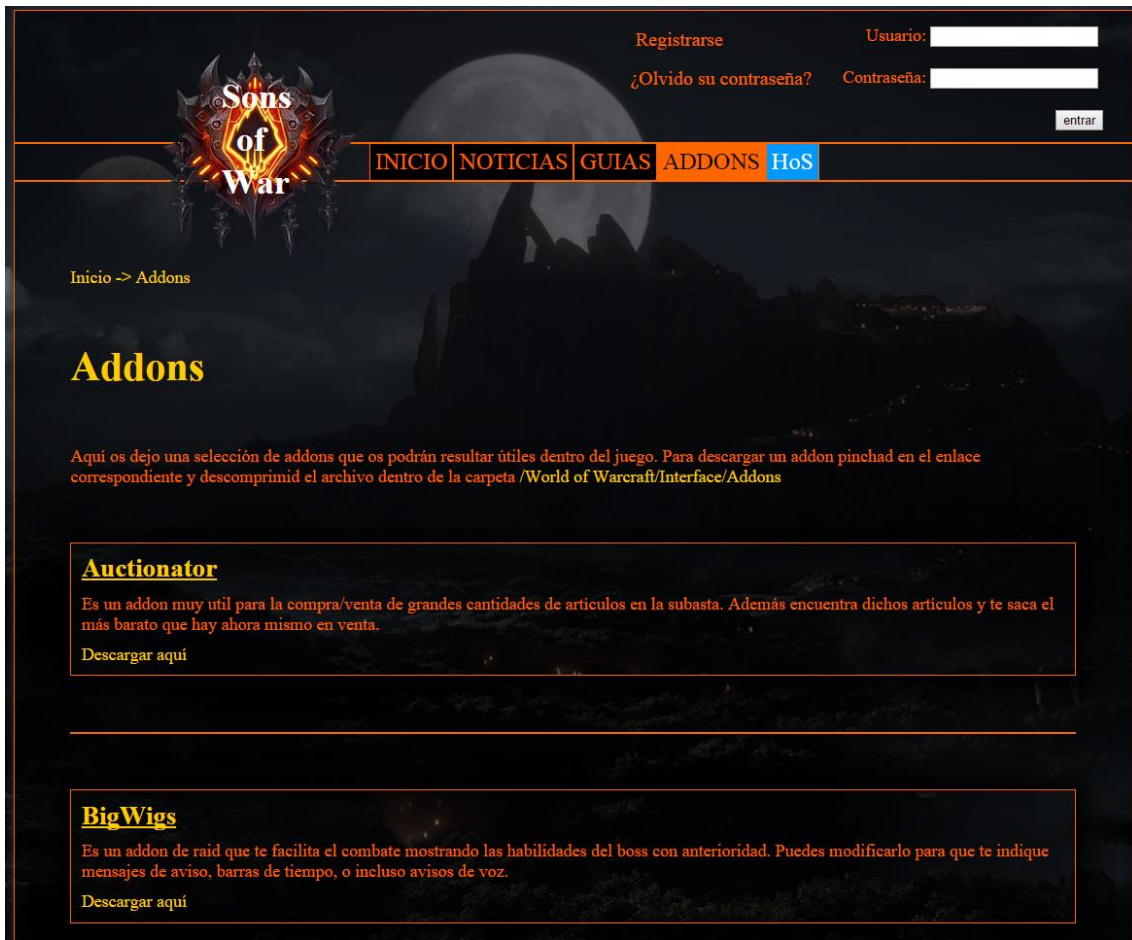 Registrarse
Usuario:
¿Olvido su contraseña?
Contraseña:
entrar
Sons
of
War
INICIO NOTICIAS GUIAS ADDONS HoS
Inicio -> Addons
Addons
Aquí os dejo una selección de addons que os podrán resultar útiles dentro del juego. Para descargar un addon pinchad en el enlace
correspondiente y descomprimid el archivo dentro de la carpeta /World of Warcraft/Interface/Addons
Auctionator
Es un addon muy util para la compra/venta de grandes cantidades de artículos en la subasta. Además encuentra dichos artículos y te saca el
más barato que hay ahora mismo en venta.
Descargar aquí
BigWigs
Es un addon de raid que te facilita el combate mostrando las habilidades del boss con anterioridad. Puedes modificarlo para que te indique
mensajes de aviso, barras de tiempo, o incluso avisos de voz.
Descargar aquí